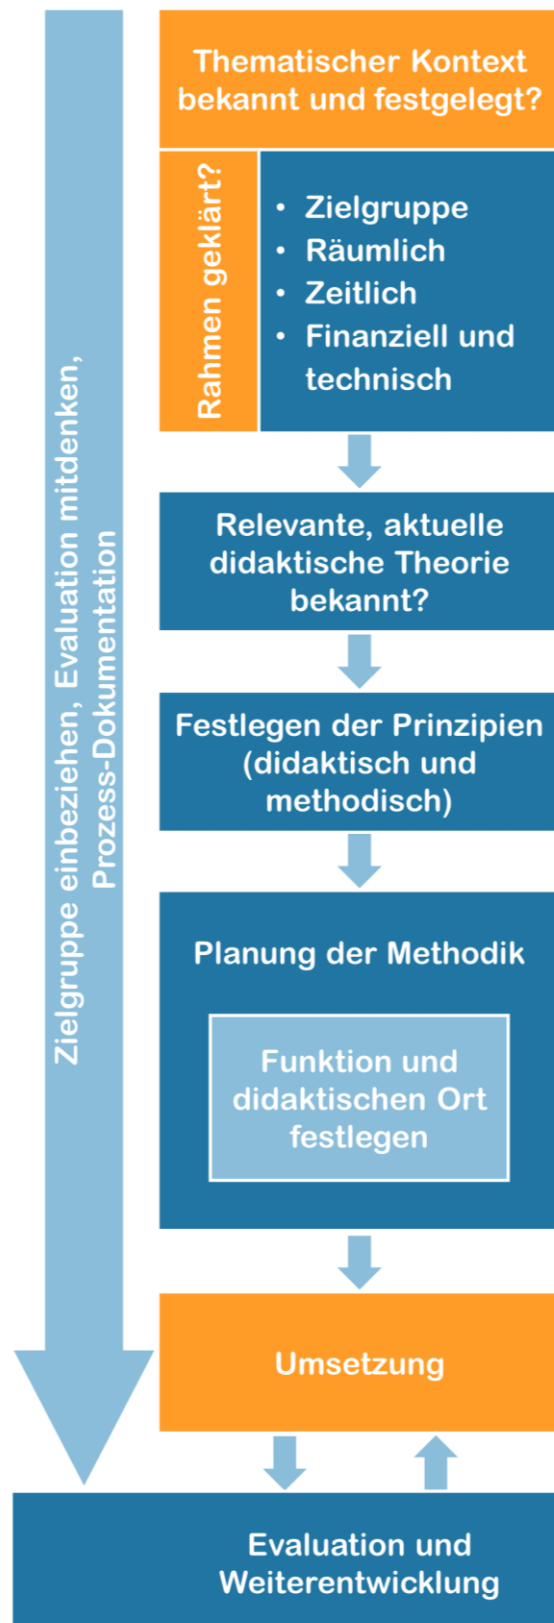 Thematischer Kontext
bekannt und festgelegt?
Rahmen geklärt?
• Zielgruppe
• Räumlich
• Zeitlich
• Finanziell und
technisch
Zielgruppe einbeziehen, Evaluation mitdenken,
Prozess-Dokumentation
Relevante, aktuelle
didaktische Theorie
bekannt?
Festlegen der Prinzipien
(didaktisch und
methodisch)
Planung der Methodik
Funktion und
didaktischen Ort
festlegen
Umsetzung
Evaluation und
Weiterentwicklung